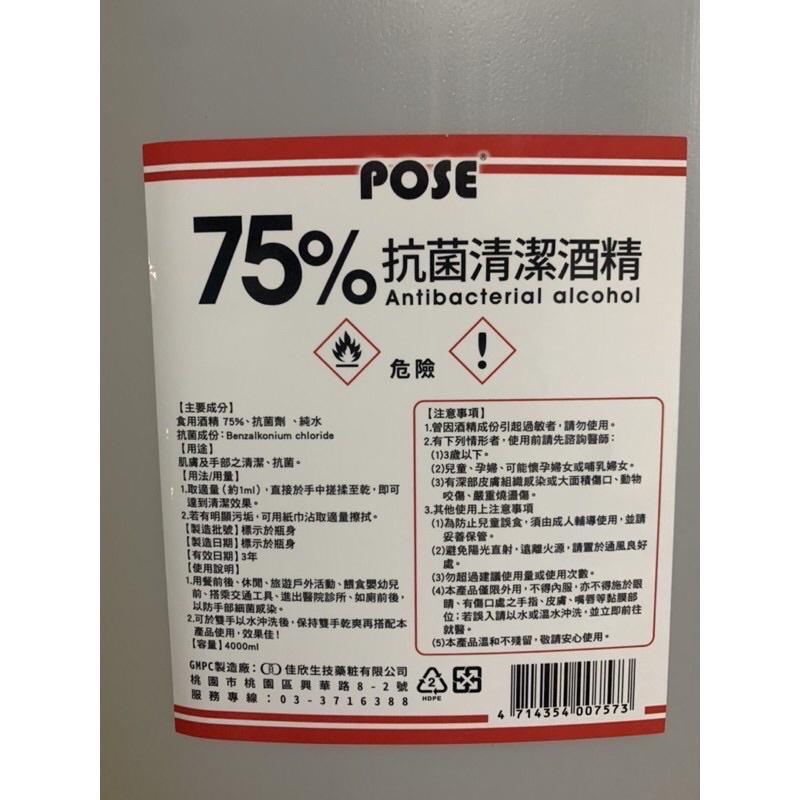 POSE®
75%抗菌清潔酒精
Antibacterial alcohol
危險
【主要成分】
食用酒精 75%、抗菌劑、純水
抗菌成份：Benzalkonium chloride
【用途】
肌膚及手部之清潔、抗菌。
【用法/用量】
1.取適量（約1ml），直接於手中搓揉至乾，即可
達到清潔效果。
2.若有明顯污垢，可用紙巾沾取適量擦拭。
【製造批號】標示於瓶身
【製造日期】標示於瓶身
【有效日期】3年
【使用說明】
1.用餐前後、休閒、旅遊戶外活動、餵食嬰幼兒
前、搭乘交通工具、進出醫院診所、如廁前後，
以防手部細菌感染。
2.可於雙手以水沖洗後，保持雙手乾爽再搭配本
產品使用，效果佳！
【容量】4000ml
GMPC製造廠：佳欣生技藥粧有限公司
桃園市桃園區興華路8-2號
服務專線：03-3716388
【注意事項】
1.曾因酒精成份引起過敏者，請勿使用。
2.有下列情形者，使用前請先諮詢醫師：
(1)3歲以下。
(2)兒童、孕婦、可能懷孕婦女或哺乳婦女。
(3)有深部皮膚組織感染或大面積傷口、動物
咬傷、嚴重燒燙傷。
3.其他使用上注意事項
(1)為防止兒童誤食，須由成人輔導使用，並請
妥善保管。
(2)避免陽光直射，遠離火源，請置於通風良好
處。
(3)勿超過建議使用量或使用次數。
(4)本產品僅限外用，不得內服，亦不得施於眼
睛、有傷口處之手指、皮膚、嘴唇等黏膜部
位；若誤入請以水或溫水沖洗，並立即前往
就醫。
(5)本產品溫和不殘留，敬請安心使用。
2
HDPE
4 714354 007573